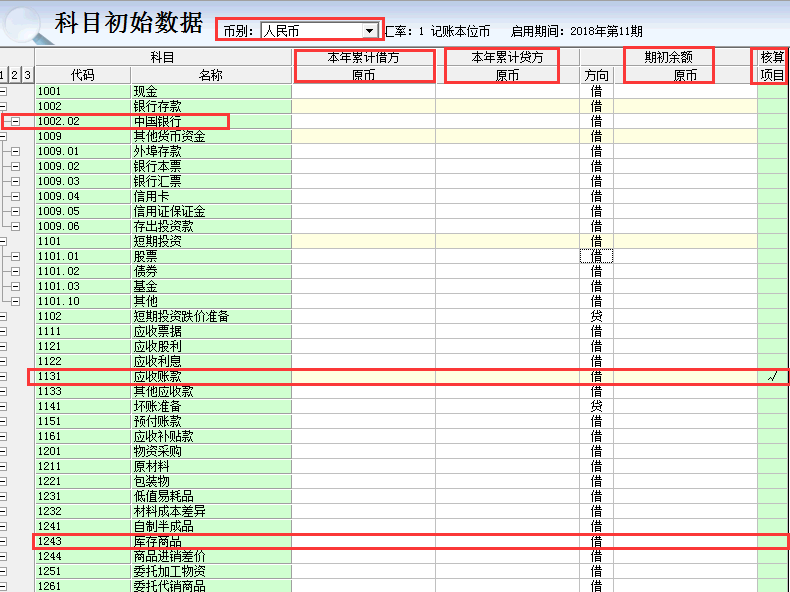 科目初始数据 币别: 人民币 汇率: 1 记账本位币 启用期间: 2018年第11期
科目 本年累计借方 本年累计贷方 期初余额 核算
1 2 3 代码 名称 原币 原币 方向 原币 项目
1001 现金 借
1002 银行存款 借
1002.02 中国银行 借
1009 其他货币资金 借
1009.01 外埠存款 借
1009.02 银行本票 借
1009.03 银行汇票 借
1009.04 信用卡 借
1009.05 信用证保证金 借
1009.06 存出投资款 借
1101 短期投资 借
1101.01 股票 借
1101.02 债券 借
1101.03 基金 借
1101.10 其他 借
1102 短期投资跌价准备 贷
1111 应收票据 借
1121 应收股利 借
1122 应收利息 借
1131 应收账款 借 √
1133 其他应收款 借
1141 坏账准备 贷
1151 预付账款 借
1161 应收补贴款 借
1201 物资采购 借
1211 原材料 借
1221 包装物 借
1231 低值易耗品 借
1232 材料成本差异 借
1241 自制半成品 借
1243 库存商品 借
1244 商品进销差价 借
1251 委托加工物资 借
1261 委托代销商品 借